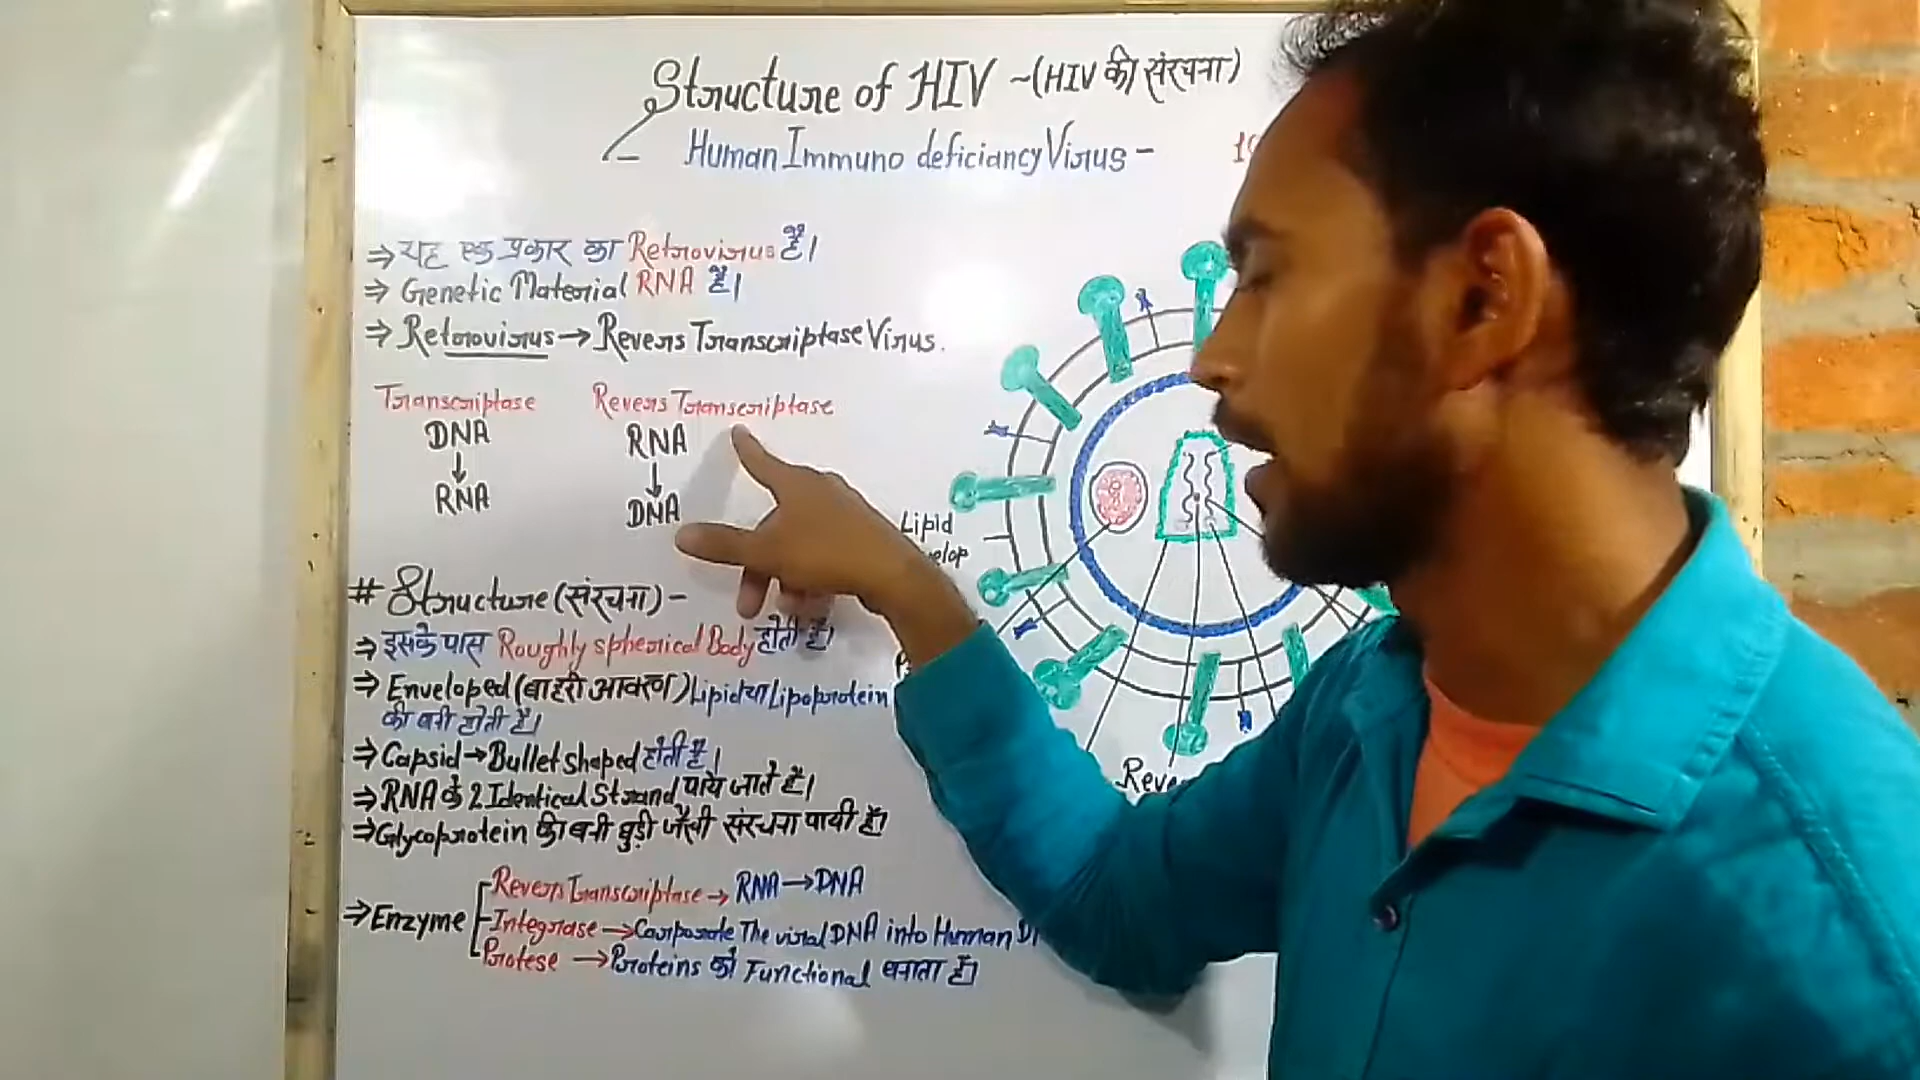 Structure of HIV ~(HIV की संरचना)
Human Immuno deficiancy Virus -
⇒ यह एक प्रकार का Retrovirus है।
⇒ Genetic Material RNA है।
⇒ Retrovirus → Revers Transcriptase Virus.
Transcriptase
DNA
↓
RNA
Revers Transcriptase
RNA
↓
DNA
# Structure (संरचना) -
⇒ इसके पास Roughly spherical Body होती है।
⇒ Enveloped (बाहरी आवरण) Lipid या Lipoprotein
की बनी होती है।
⇒ Capsid → Bullet shaped होती है।
⇒ RNA के 2 Identical Strand पाये जाते हैं।
⇒ Glycoprotein की बनी घुड़ी जैसी संरचना पायी है।
⇒ Enzyme
Revers Transcriptase → RNA → DNA
Integrase → Corporate The viral DNA into Human
Protese → Proteins को Functional बनाता है।
Lipid